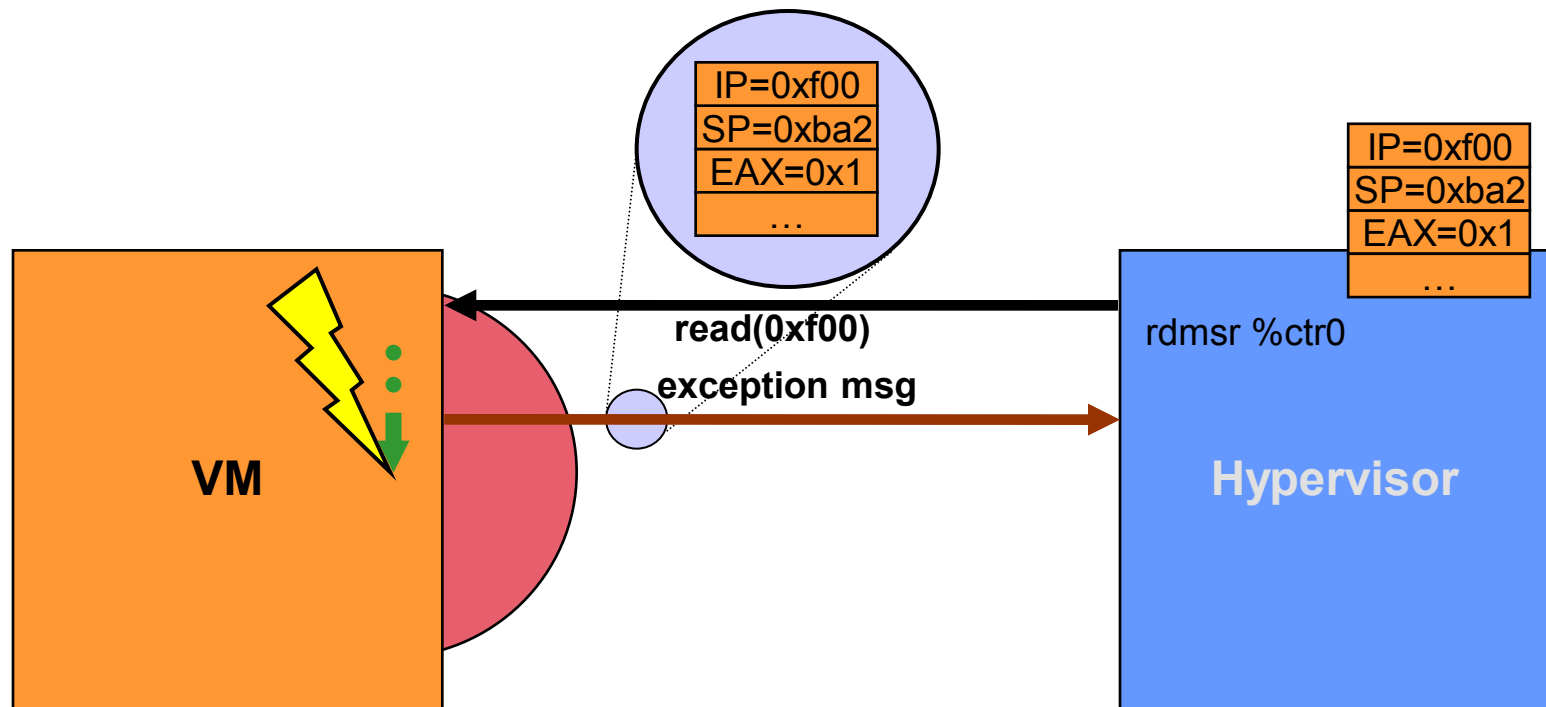 IP=0xf00
SP=0xba2
EAX=0x1
…
IP=0xf00
SP=0xba2
EAX=0x1
…
read(0xf00)
rdmsr %ctr0
exception msg
VM
Hypervisor